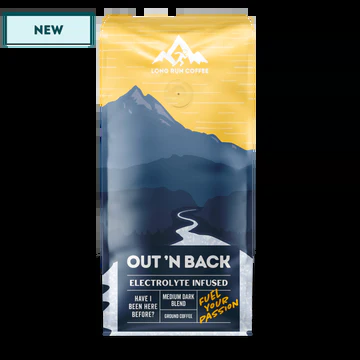 NEW
LONG RUN COFFEE
OUT 'N BACK
ELECTROLYTE INFUSED
HAVE I
BEEN HERE
BEFORE?
MEDIUM DARK
BLEND
GROUND COFFEE
FUEL
YOUR
PASSION